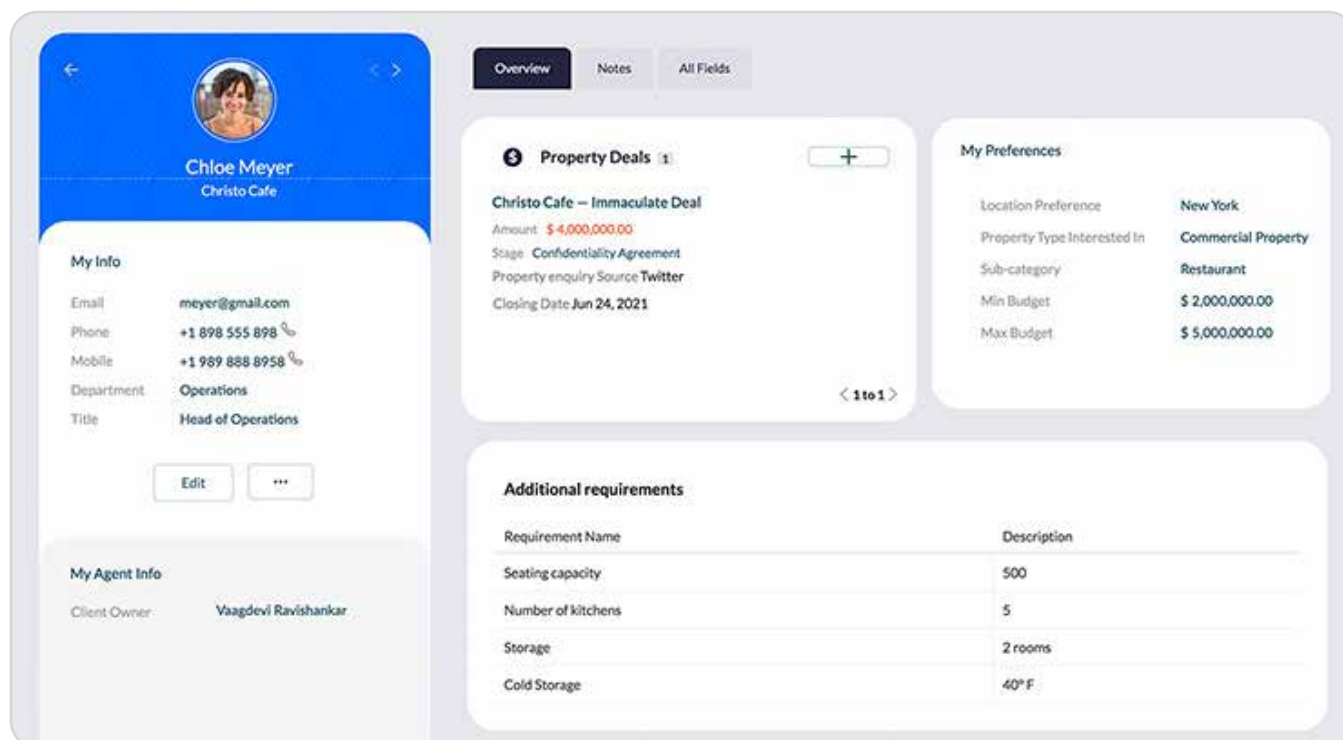 Chloe Meyer
Christo Cafe
My Info
Email meyer@gmail.com
Phone +1 898 555 898
Mobile +1 989 888 8958
Department Operations
Title Head of Operations
Edit ...
My Agent Info
Client Owner Vaagdevi Ravishankar
Overview Notes All Fields
Property Deals 1 +
Christo Cafe — Immaculate Deal
Amount $ 4,000,000.00
Stage Confidentiality Agreement
Property enquiry Source Twitter
Closing Date Jun 24, 2021
< 1 to 1 >
My Preferences
Location Preference New York
Property Type Interested In Commercial Property
Sub-category Restaurant
Min Budget $ 2,000,000.00
Max Budget $ 5,000,000.00
Additional requirements
Requirement Name Description
Seating capacity 500
Number of kitchens 5
Storage 2 rooms
Cold Storage 40° F